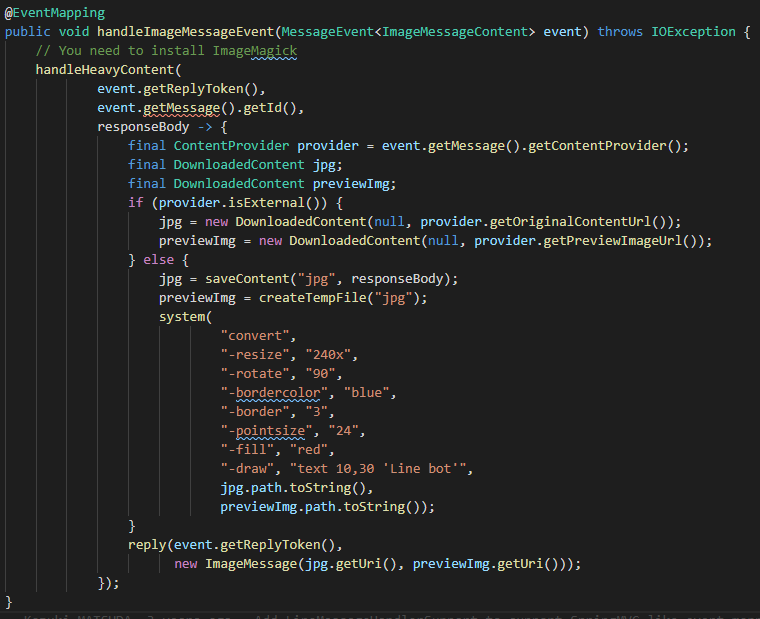 @EventMapping
public void handleImageMessageEvent(MessageEvent<ImageMessageContent> event) throws IOException {
    // You need to install ImageMagick
    handleHeavyContent(
            event.getReplyToken(),
            event.getMessage().getId(),
            responseBody -> {
                final ContentProvider provider = event.getMessage().getContentProvider();
                final DownloadedContent jpg;
                final DownloadedContent previewImg;
                if (provider.isExternal()) {
                    jpg = new DownloadedContent(null, provider.getOriginalContentUrl());
                    previewImg = new DownloadedContent(null, provider.getPreviewImageUrl());
                } else {
                    jpg = saveContent("jpg", responseBody);
                    previewImg = createTempFile("jpg");
                    system(
                            "convert",
                            "-resize", "240x",
                            "-rotate", "90",
                            "-bordercolor", "blue",
                            "-border", "3",
                            "-pointsize", "24",
                            "-fill", "red",
                            "-draw", "text 10,30 'Line bot'",
                            jpg.path.toString(),
                            previewImg.path.toString());
                }
                reply(event.getReplyToken(),
                      new ImageMessage(jpg.getUri(), previewImg.getUri()));
            });
}